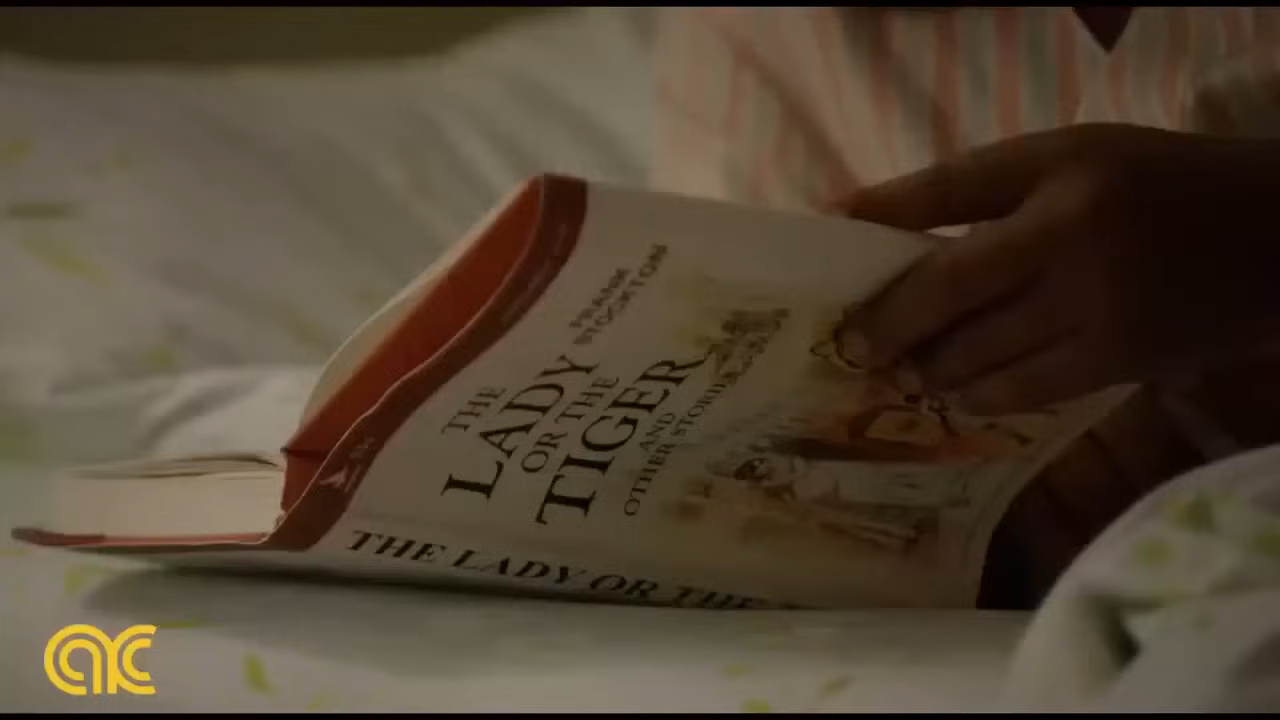 FRANK
STOCKTON
THE
LADY
OR THE
TIGER
AND
OTHER STORIES
THE LADY OR THE